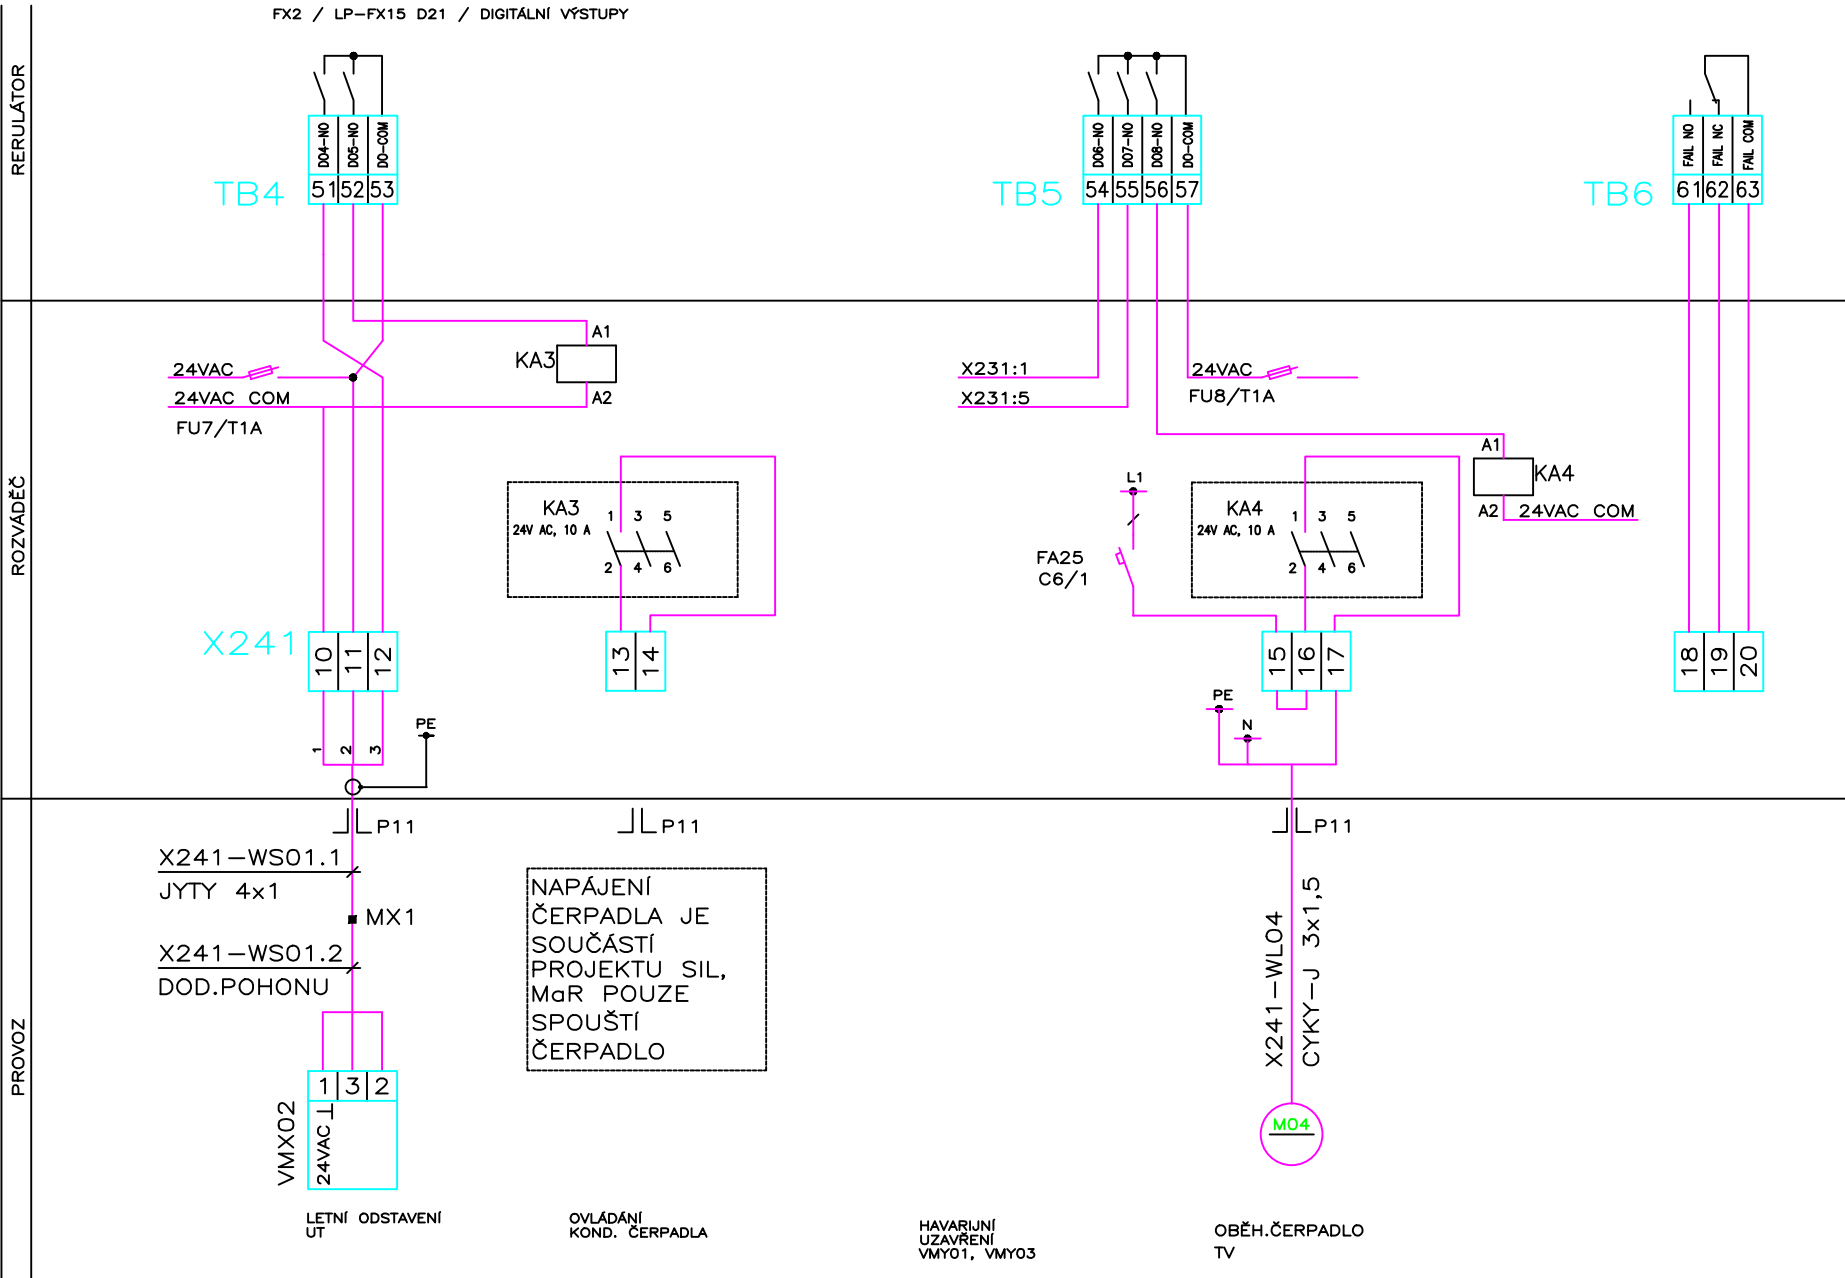 FX2 / LP-FX15 D21 / DIGITÁLNÍ VÝSTUPY
RERULÁTOR
TB4
DO4-NO
DO5-NO
DO-COM
51 52 53
TB5
DO6-NO
DO7-NO
DO8-NO
DO-COM
54 55 56 57
TB6
FAIL NO
FAIL NC
FAIL COM
61 62 63
ROZVÁDĚČ
24VAC
24VAC COM
FU7/T1A
KA3
A1
A2
X231:1
X231:5
24VAC
FU8/T1A
A1
KA4
A2
24VAC COM
KA3
24V AC, 10 A
1 3 5
2 4 6
L1
FA25
C6/1
KA4
24V AC, 10 A
1 3 5
2 4 6
X241
10 11 12
13 14
15 16 17
18 19 20
1 2 3
PE
PE
N
PROVOZ
P11
P11
P11
X241-WS01.1
JYTY 4x1
MX1
X241-WS01.2
DOD.POHONU
NAPÁJENÍ
ČERPADLA JE
SOUČÁSTÍ
PROJEKTU SIL,
MaR POUZE
SPOUŠTÍ
ČERPADLO
X241-WL04
CYKY-J 3x1,5
M04
VMX02
1 3 2
24VAC
LETNÍ ODSTAVENÍ
UT
OVLÁDÁNÍ
KOND. ČERPADLA
HAVARIJNÍ
UZAVŘENÍ
VMY01, VMY03
OBĚH.ČERPADLO
TV